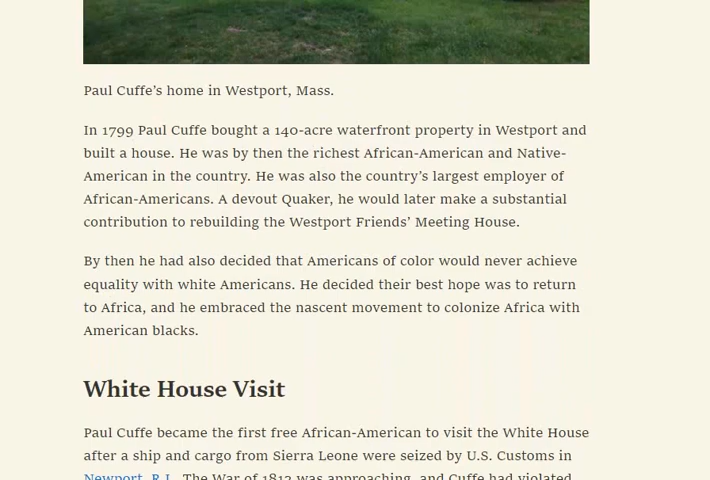 Paul Cuffe’s home in Westport, Mass.
In 1799 Paul Cuffe bought a 140-acre waterfront property in Westport and
built a house. He was by then the richest African-American and Native-
American in the country. He was also the country’s largest employer of
African-Americans. A devout Quaker, he would later make a substantial
contribution to rebuilding the Westport Friends’ Meeting House.
By then he had also decided that Americans of color would never achieve
equality with white Americans. He decided their best hope was to return
to Africa, and he embraced the nascent movement to colonize Africa with
American blacks.
White House Visit
Paul Cuffe became the first free African-American to visit the White House
after a ship and cargo from Sierra Leone were seized by U.S. Customs in
Newport, R.I. The War of 1812 was approaching, and Cuffe had violated